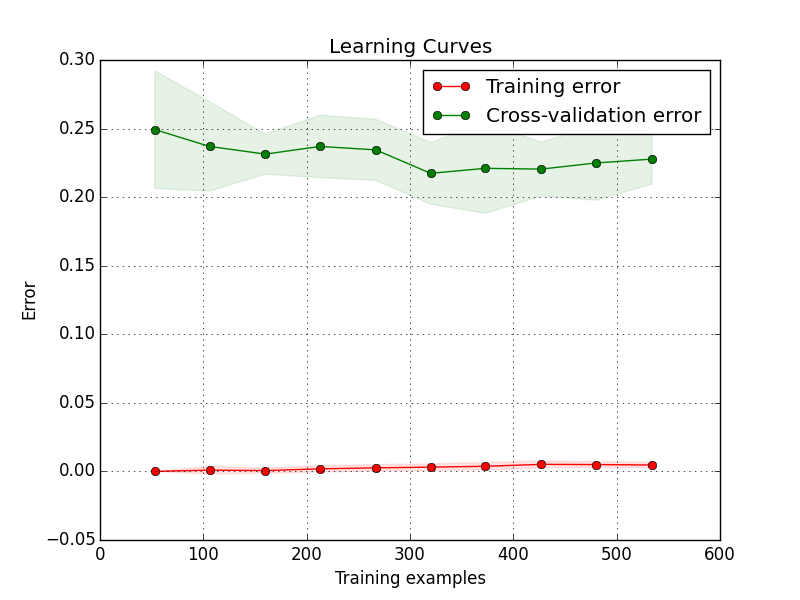 Learning Curves
Training error
Cross-validation error
0.30
0.25
0.20
0.15
0.10
0.05
0.00
−0.05
Error
0 100 200 300 400 500 600
Training examples